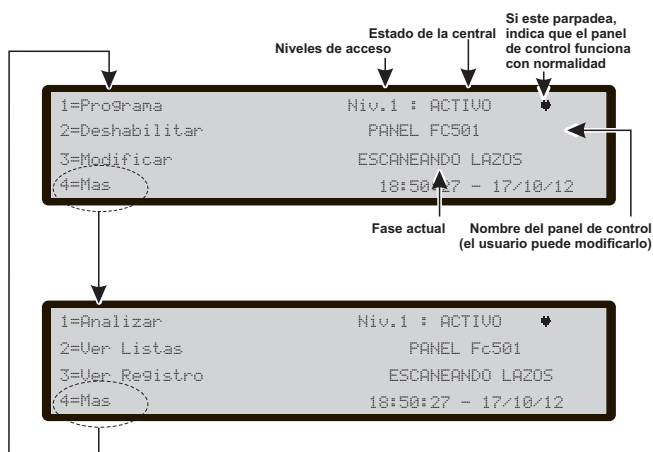 Si este parpadea,
indica que el panel
de control funciona
con normalidad
Estado de la central
Niveles de acceso
1=Programa Niv.1 : ACTIVO
2=Deshabilitar PANEL FC501
3=Modificar ESCANEANDO LAZOS
4=Mas 18:50:27 - 17/10/12
Fase actual
Nombre del panel de control
(el usuario puede modificarlo)
1=Analizar Niv.1 : ACTIVO
2=Ver Listas PANEL Fc501
3=Ver Registro ESCANEANDO LAZOS
4=Mas 18:50:27 - 17/10/12